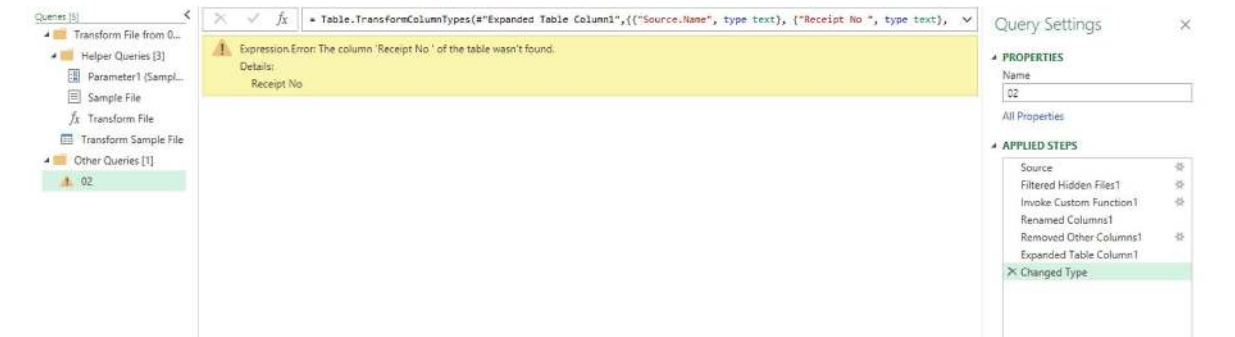 Queries [5]
Transform File from 0...
Helper Queries [3]
Parameter1 (Sampl...
Sample File
fx Transform File
Transform Sample File
Other Queries [1]
02
fx = Table.TransformColumnTypes(#"Expanded Table Column1",{{"Source.Name", type text}, {"Receipt No ", type text},
Expression.Error: The column 'Receipt No ' of the table wasn't found.
Details:
Receipt No
Query Settings
PROPERTIES
Name
02
All Properties
APPLIED STEPS
Source
Filtered Hidden Files1
Invoke Custom Function1
Renamed Columns1
Removed Other Columns1
Expanded Table Column1
Changed Type